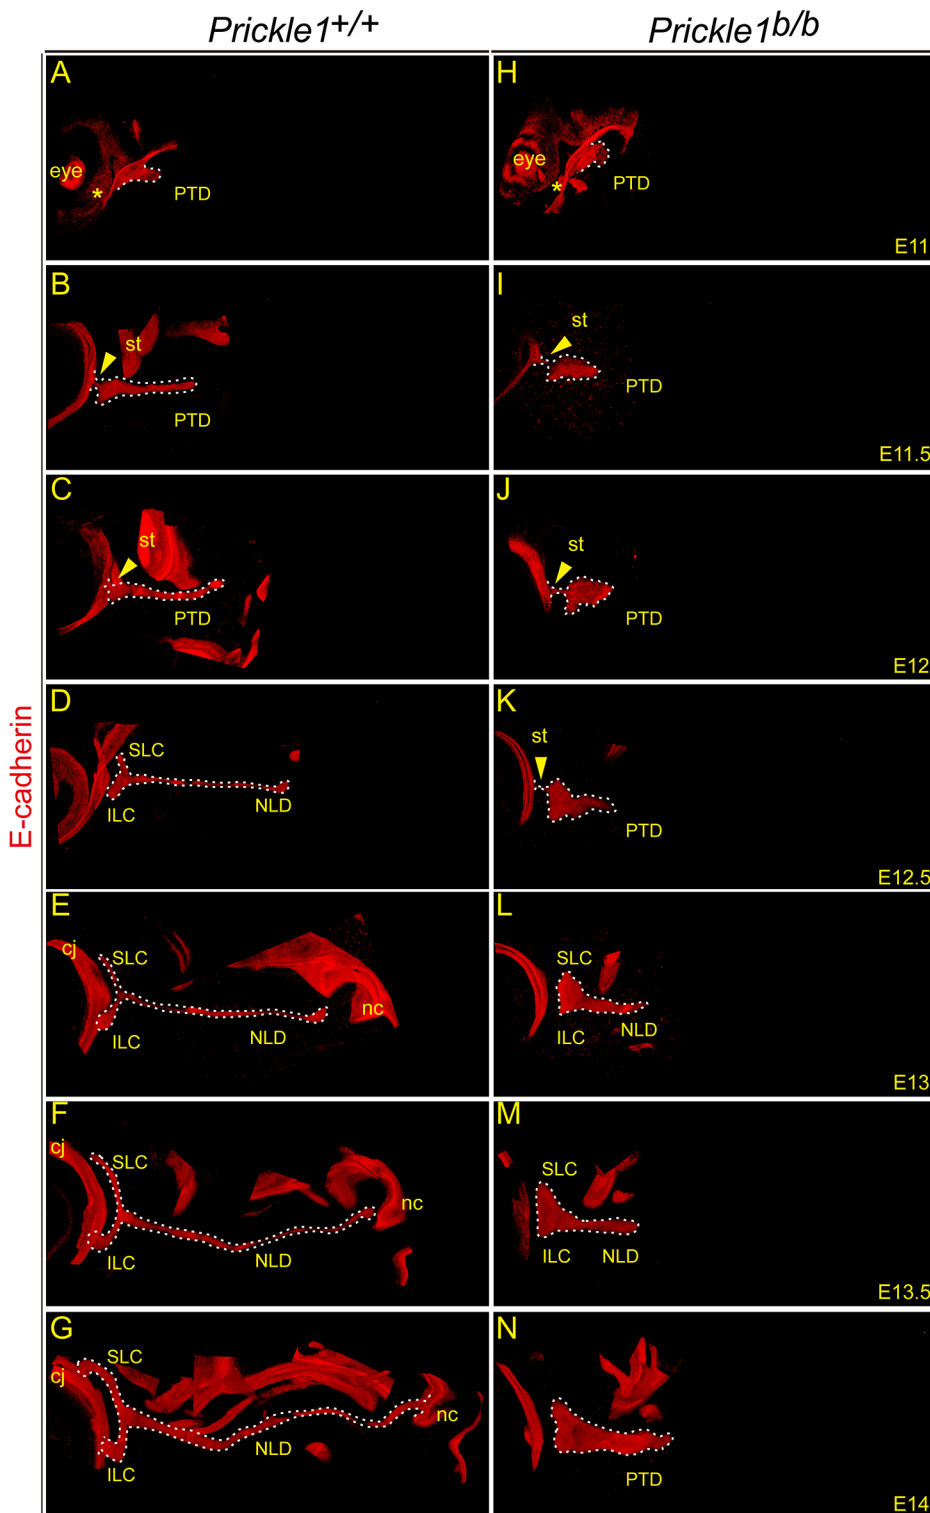 Prickle1+/+
Prickle1b/b
E-cadherin
A
eye
*
PTD
H
eye
*
PTD
E11
B
st
PTD
I
st
PTD
E11.5
C
st
PTD
J
st
PTD
E12
D
SLC
ILC
NLD
K
st
PTD
E12.5
E
cj
SLC
nc
ILC
NLD
L
SLC
ILC
NLD
E13
F
cj
SLC
nc
ILC
NLD
M
SLC
ILC
NLD
E13.5
G
SLC
cj
nc
NLD
ILC
N
PTD
E14